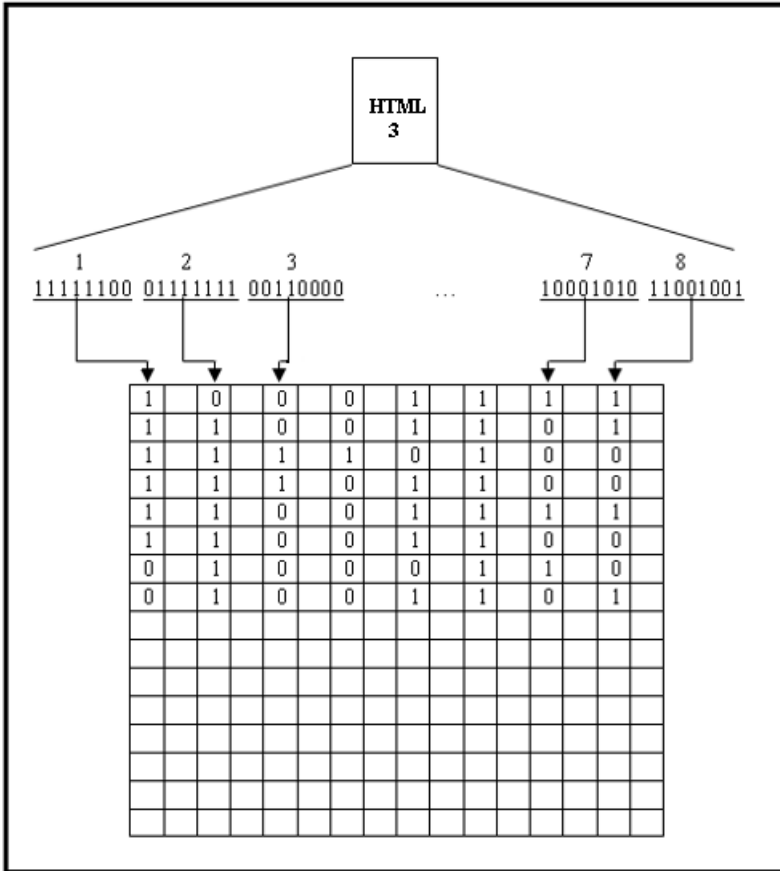 HTML
3
1 2 3 7 8
11111100 01111111 00110000 ... 10001010 11001001
1 0 0 0 1 1 1 1
1 1 0 0 1 1 0 1
1 1 1 1 0 1 0 0
1 1 1 0 1 1 0 0
1 1 0 0 1 1 1 1
1 1 0 0 1 1 0 0
0 1 0 0 0 1 1 0
0 1 0 0 1 1 0 1